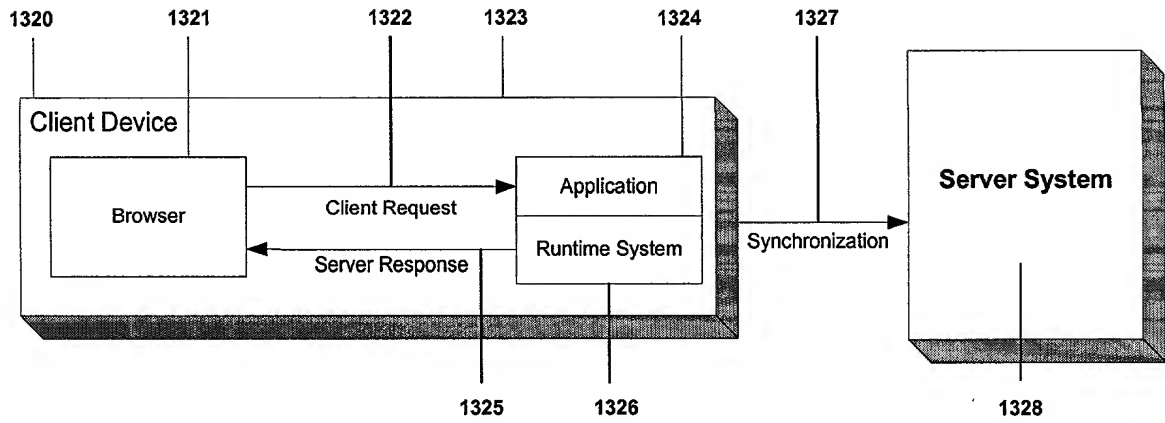 1320 1321 1322 1323 1324 1327
Client Device
Browser
Client Request
Server Response
Application
Runtime System
Synchronization
Server System
1325 1326 1328